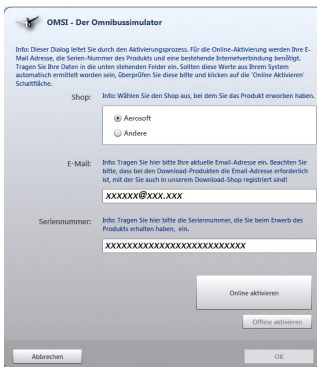 OMSI - Der Omnibussimulator
Info: Dieser Dialog leitet Sie durch den Aktivierungsprozess. Für die Online-Aktivierung werden Ihre E-
Mail Adresse, die Serien-Nummer des Produkts und eine bestehende Internetverbindung benötigt.
Tragen Sie Ihre Daten in die unten stehenden Felder ein. Sollten diese Werte aus Ihrem System
automatisch ermittelt worden sein, überprüfen Sie diese bitte und klicken auf die 'Online Aktivieren'
Schaltfläche.
Shop:
Info: Wählen Sie den Shop aus, bei dem Sie das Produkt erworben haben.
Aerosoft
Andere
E-Mail:
Info: Tragen Sie hier bitte Ihre aktuelle Email-Adresse ein. Beachten Sie
bitte, dass bei den Download-Produkten die Email-Adresse erforderlich
ist, mit der Sie auch in unserem Download-Shop registriert sind!
xxxxxx@xxx.xxx
Seriennummer:
Info: Tragen Sie hier bitte die Seriennummer, die Sie beim Erwerb des
Produkts erhalten haben, ein.
XXXXXXXXXXXXXXXXXXXXXXXXXX
Online aktivieren
Offline aktivieren
Abbrechen
OK